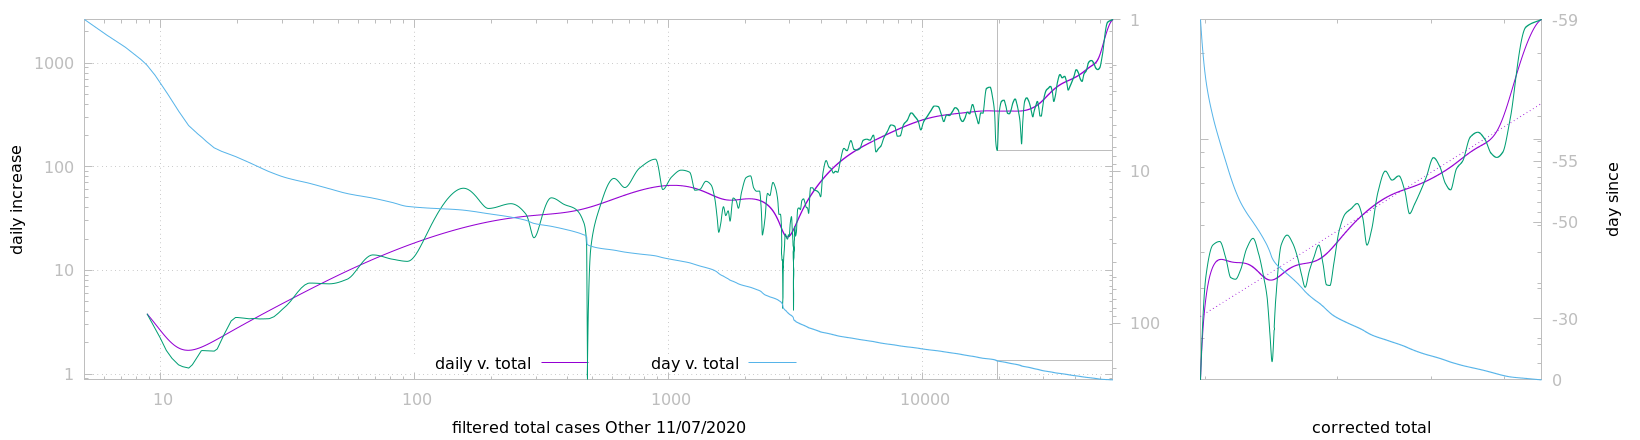 daily increase
1000
100
10
1
10
100
1000
10000
daily v. total
day v. total
filtered total cases Other 11/07/2020
1
10
100
-59
-55
-50
-30
0
day since
corrected total